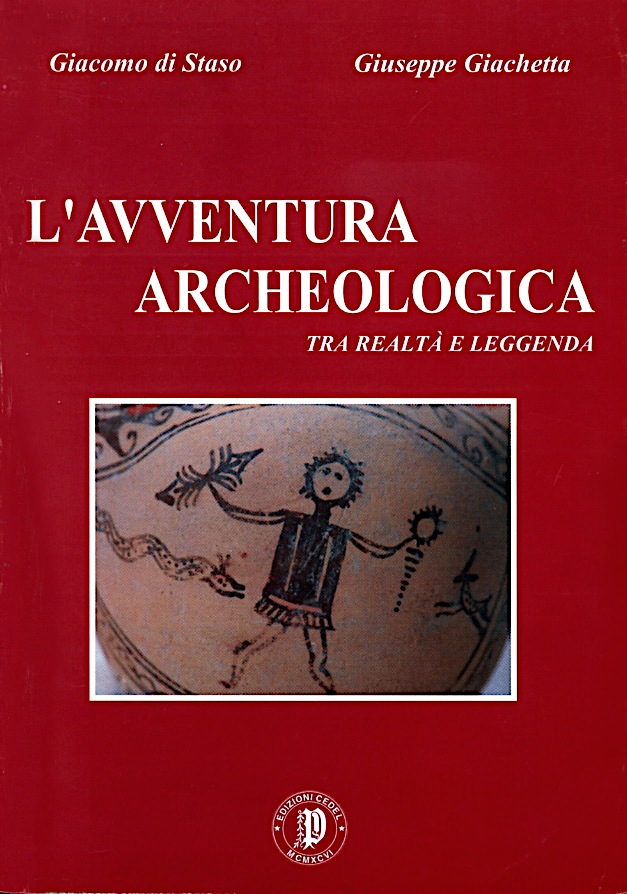 Giacomo di Staso
Giuseppe Giachetta
L'AVVENTURA
ARCHEOLOGICA
TRA REALTÀ E LEGGENDA
EDIZIONI CEDEL
P
MCMXCVI